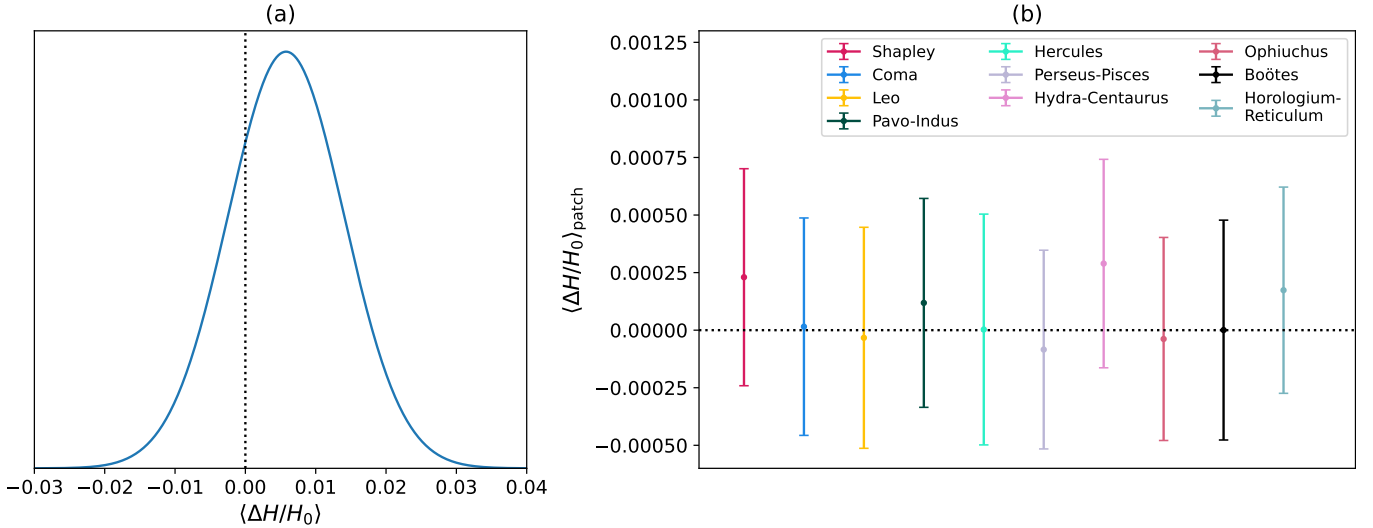 (a)
−0.03 −0.02 −0.01 0.00 0.01 0.02 0.03 0.04
⟨ΔH/H₀⟩
(b)
0.00125
0.00100
0.00075
0.00050
0.00025
0.00000
−0.00025
−0.00050
⟨ΔH/H₀⟩patch
Shapley
Coma
Leo
Pavo-Indus
Hercules
Perseus-Pisces
Hydra-Centaurus
Ophiuchus
Boötes
Horologium-
Reticulum